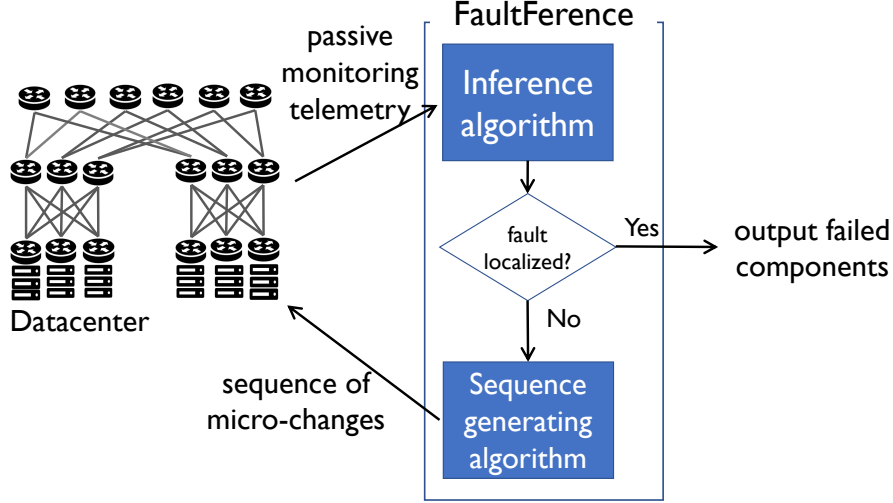 FaultFerence
passive
monitoring
telemetry
Inference
algorithm
fault
localized?
Yes
output failed
components
No
Datacenter
sequence of
micro-changes
Sequence
generating
algorithm